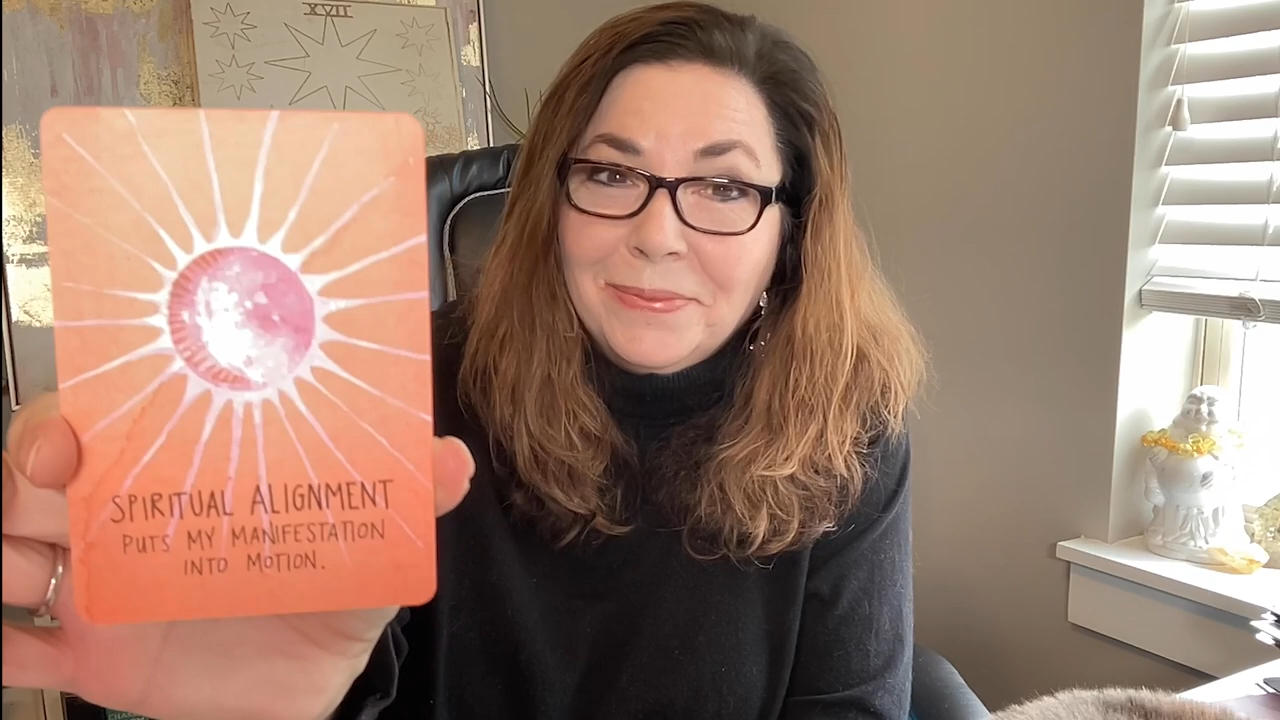 XVII
SPIRITUAL ALIGNMENT
PUTS MY MANIFESTATION
INTO MOTION.